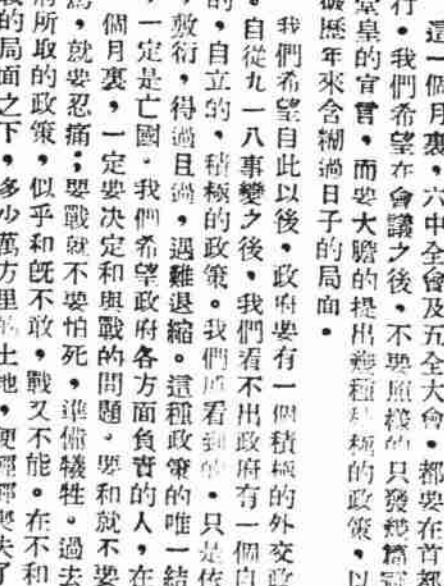 這一個月裏，六中全會及五全大會。都要在首都
行。我們希望在會議之後，不要照樣的只發幾篇冠
堂皇的宣言，而要大膽的提出幾種積極的政策，以
破歷年來含糊過日子的局面。
我們希望自此以後，政府要有一個積極的外交政
。自從九一八事變之後，我們看不出政府有一個自
的，自立的，積極的政策。我們所看到的，只是依
，敷衍，得過且過，遇難退縮。這種政策的唯一結
，一定是亡國。我們希望政府各方面負責的人，在
個月裏，一定要決定和與戰的問題。要和就不要
罵，就要忍痛；要戰就不要怕死，準備犧牲。過去
府所取的政策，似乎和既不敢，戰又不能。在不和
戰的局面之下，多少萬方里的土地，便輕輕喪失了